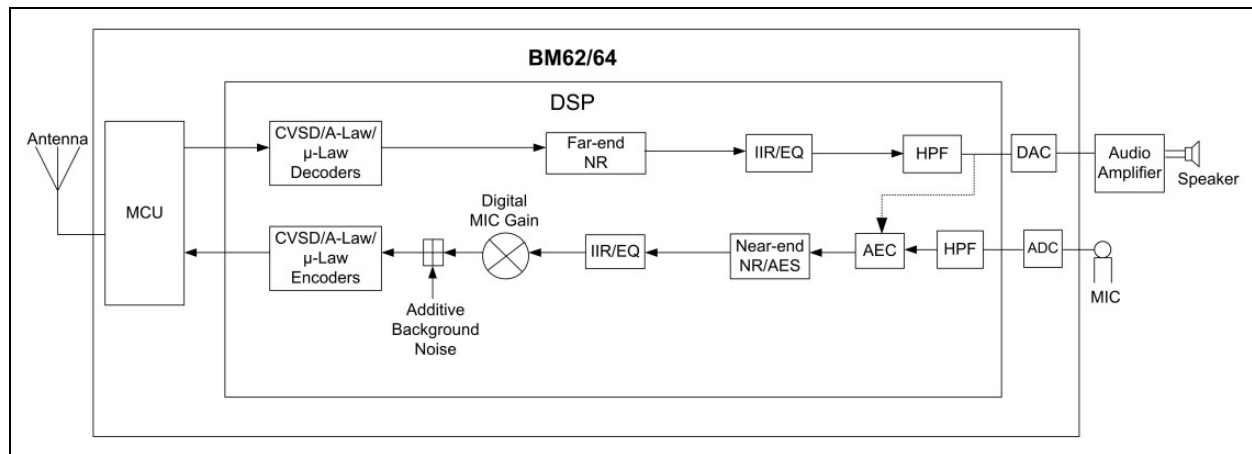 BM62/64
DSP
Antenna
MCU
CVSD/A-Law/
µ-Law
Decoders
Far-end
NR
IIR/EQ
HPF
DAC
Audio
Amplifier
Speaker
CVSD/A-Law/
µ-Law
Encoders
Additive
Background
Noise
Digital
MIC Gain
IIR/EQ
Near-end
NR/AES
AEC
HPF
ADC
MIC